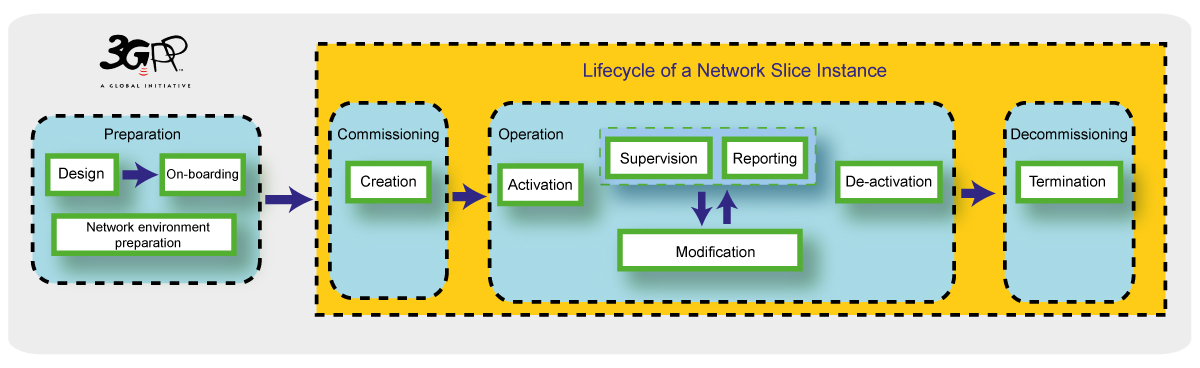 3GPP™
A GLOBAL INITIATIVE
Lifecycle of a Network Slice Instance
Preparation
Design
On-boarding
Network environment
preparation
Commissioning
Creation
Operation
Activation
Supervision
Reporting
Modification
De-activation
Decommissioning
Termination